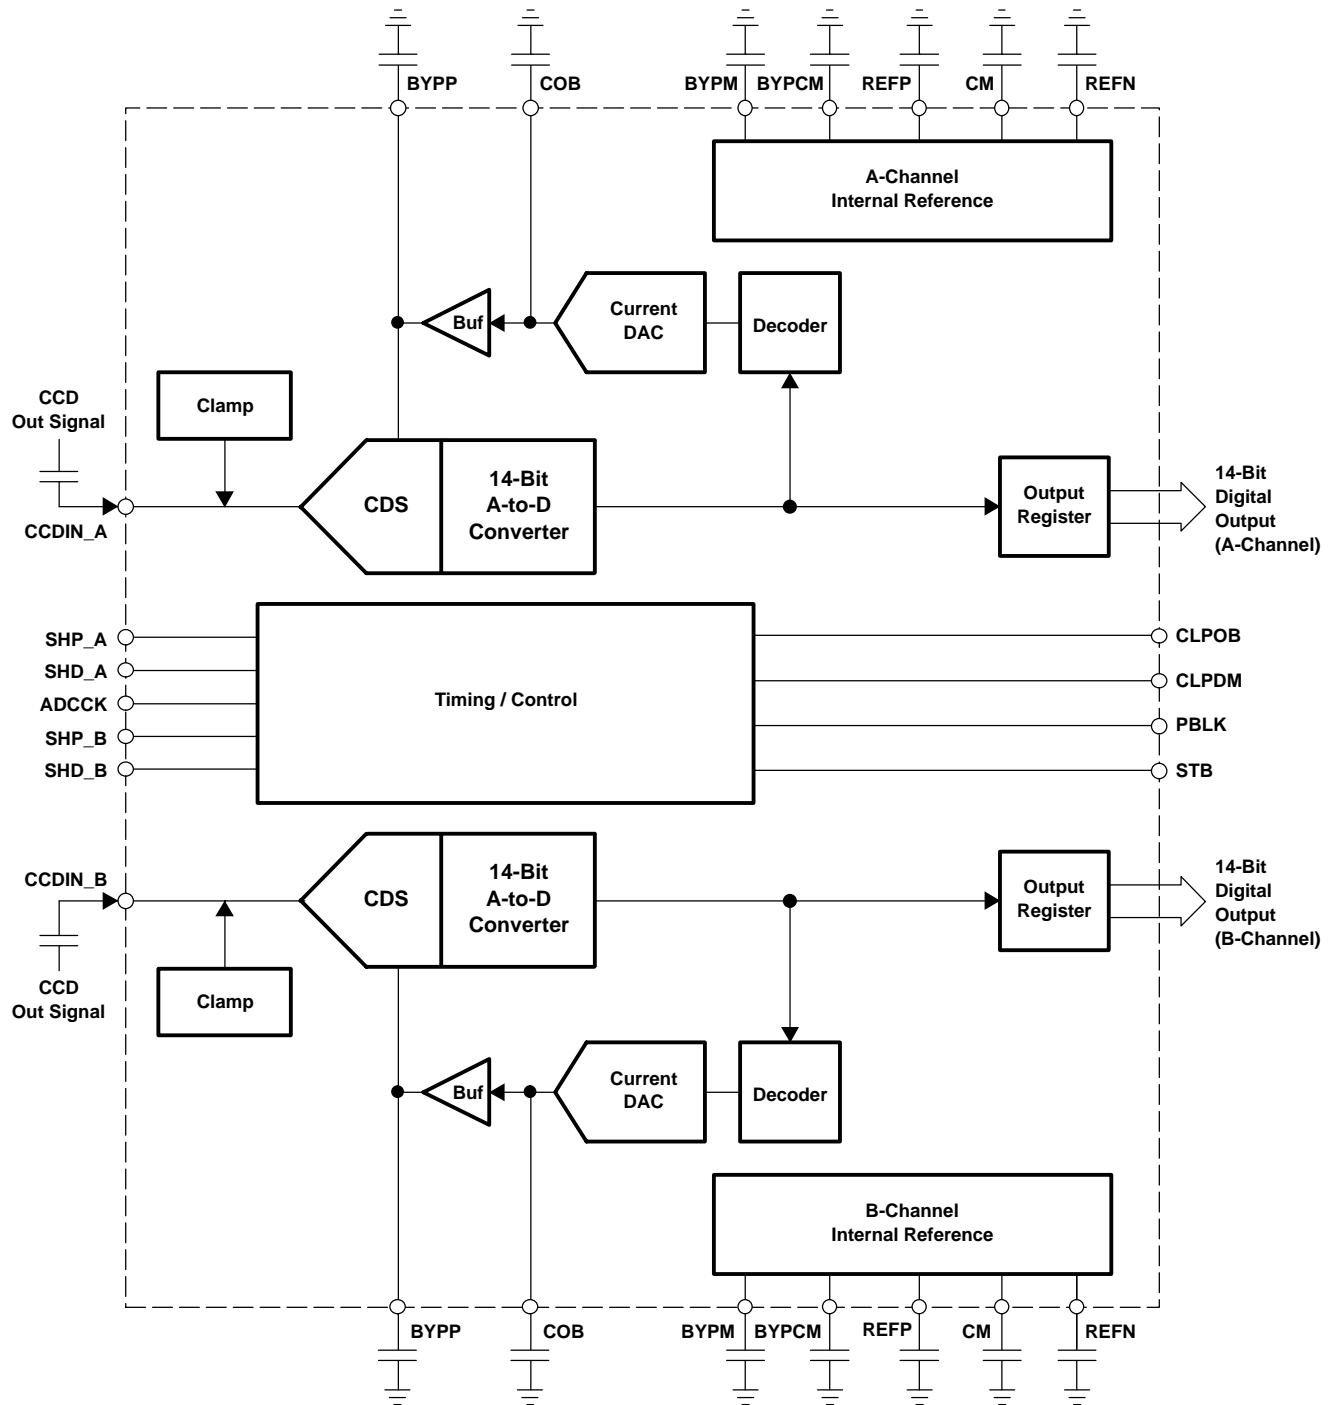 BYPP
COB
BYPM
BYPCM
REFP
CM
REFN
A-Channel
Internal Reference
Buf
Current
DAC
Decoder
CCD
Out Signal
Clamp
CCDIN_A
CDS
14-Bit
A-to-D
Converter
Output
Register
14-Bit
Digital
Output
(A-Channel)
SHP_A
SHD_A
ADCCK
SHP_B
SHD_B
Timing / Control
CLPOB
CLPDM
PBLK
STB
CCDIN_B
CCD
Out Signal
Clamp
CDS
14-Bit
A-to-D
Converter
Output
Register
14-Bit
Digital
Output
(B-Channel)
Buf
Current
DAC
Decoder
B-Channel
Internal Reference
BYPP
COB
BYPM
BYPCM
REFP
CM
REFN